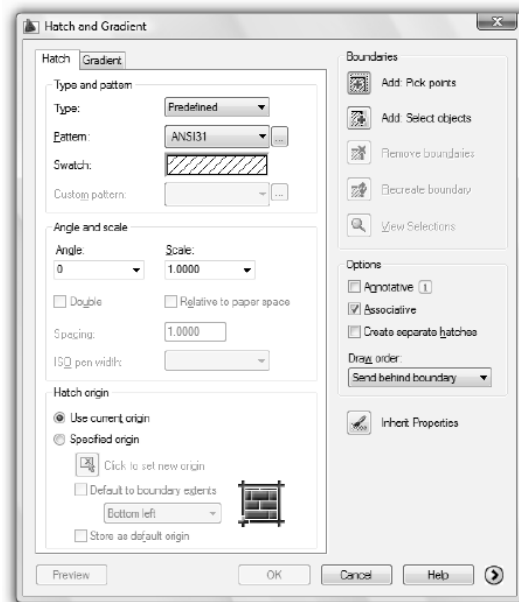 Hatch and Gradient
Hatch Gradient
Type and pattern
Type: Predefined
Pattern: ANSI31 ...
Swatch:
Custom pattern: ...
Angle and scale
Angle: Scale:
0 1.0000
Double Relative to paper space
Spacing: 1.0000
ISO pen width:
Hatch origin
Use current origin
Specified origin
Click to set new origin
Default to boundary extents
Bottom left
Store as default origin
Boundaries
Add: Pick points
Add: Select objects
Remove boundaries
Recreate boundary
View Selections
Options
Annotative
Associative
Create separate hatches
Draw order:
Send behind boundary
Inherit Properties
Preview OK Cancel Help